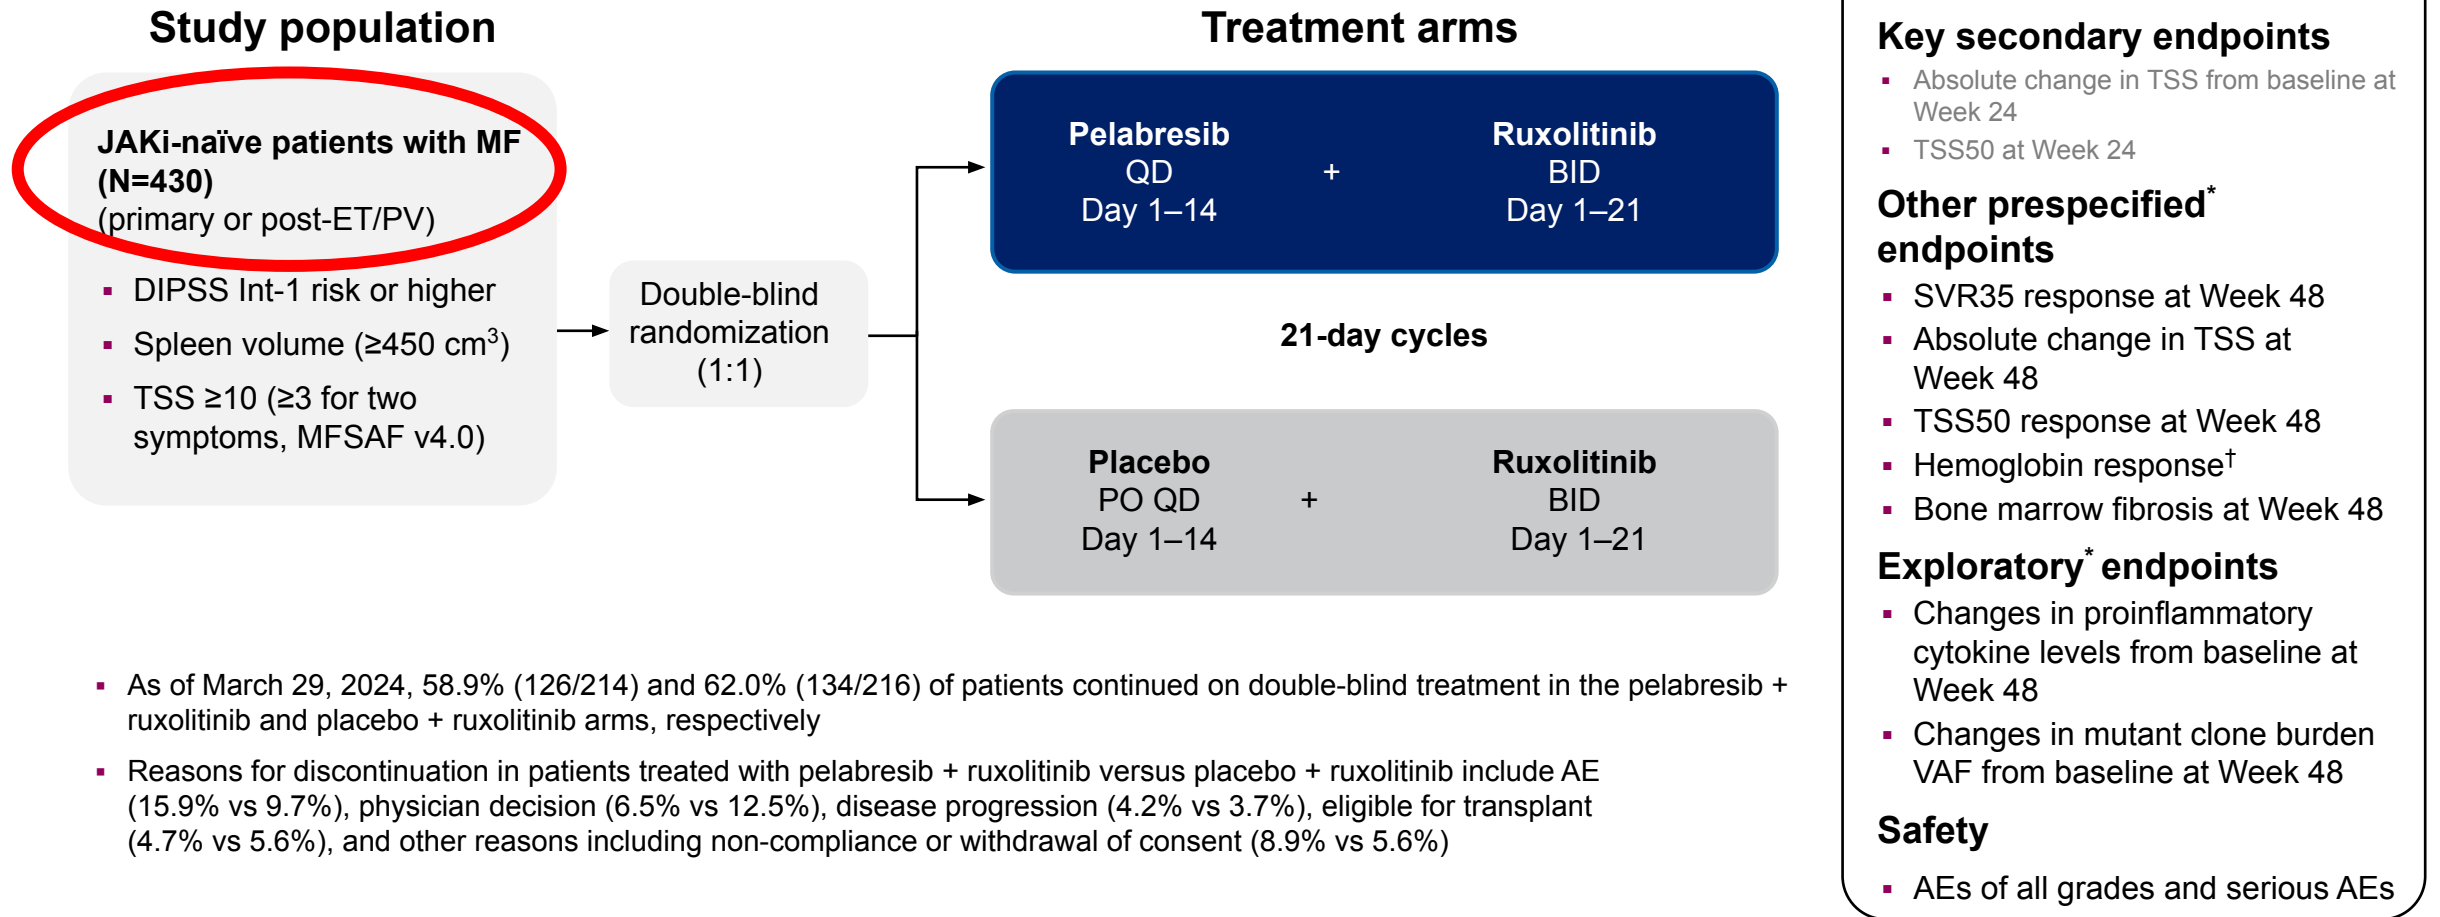 Study population
JAKi-naïve patients with MF
(N=430)
(primary or post-ET/PV)
▪ DIPSS Int-1 risk or higher
▪ Spleen volume (≥450 cm³)
▪ TSS ≥10 (≥3 for two
symptoms, MFSAF v4.0)
Double-blind
randomization
(1:1)
Treatment arms
Pelabresib
QD
Day 1–14
+
Ruxolitinib
BID
Day 1–21
21-day cycles
Placebo
PO QD
Day 1–14
+
Ruxolitinib
BID
Day 1–21
▪ As of March 29, 2024, 58.9% (126/214) and 62.0% (134/216) of patients continued on double-blind treatment in the pelabresib +
ruxolitinib and placebo + ruxolitinib arms, respectively
▪ Reasons for discontinuation in patients treated with pelabresib + ruxolitinib versus placebo + ruxolitinib include AE
(15.9% vs 9.7%), physician decision (6.5% vs 12.5%), disease progression (4.2% vs 3.7%), eligible for transplant
(4.7% vs 5.6%), and other reasons including non-compliance or withdrawal of consent (8.9% vs 5.6%)
Key secondary endpoints
▪ Absolute change in TSS from baseline at
Week 24
▪ TSS50 at Week 24
Other prespecified*
endpoints
▪ SVR35 response at Week 48
▪ Absolute change in TSS at
Week 48
▪ TSS50 response at Week 48
▪ Hemoglobin response†
▪ Bone marrow fibrosis at Week 48
Exploratory* endpoints
▪ Changes in proinflammatory
cytokine levels from baseline at
Week 48
▪ Changes in mutant clone burden
VAF from baseline at Week 48
Safety
▪ AEs of all grades and serious AEs